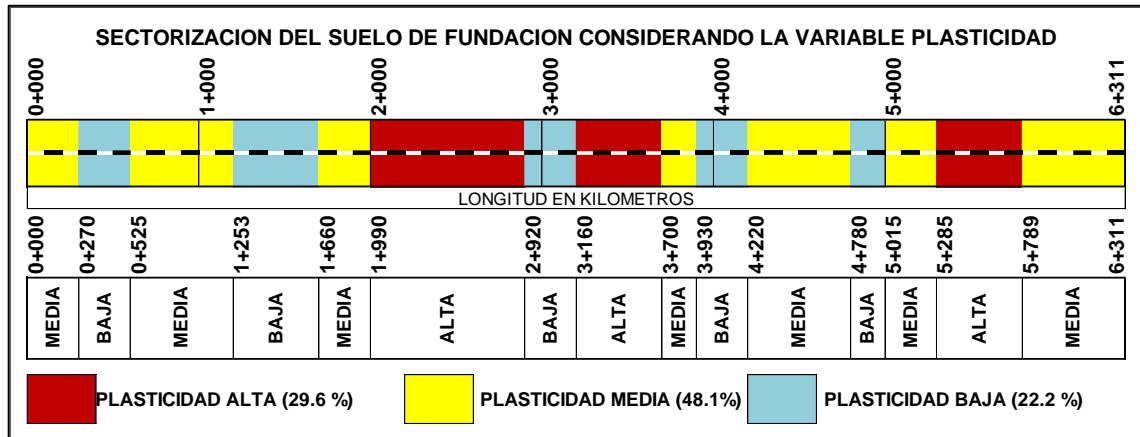 SECTORIZACION DEL SUELO DE FUNDACION CONSIDERANDO LA VARIABLE PLASTICIDAD
0+000 1+000 2+000 3+000 4+000 5+000 6+311
LONGITUD EN KILOMETROS
0+000 0+270 0+525 1+253 1+660 1+990 2+920 3+160 3+700 3+930 4+220 4+780 5+015 5+285 5+789 6+311
MEDIA BAJA MEDIA BAJA MEDIA ALTA BAJA ALTA MEDIA BAJA MEDIA BAJA MEDIA ALTA MEDIA
PLASTICIDAD ALTA (29.6 %) PLASTICIDAD MEDIA (48.1%) PLASTICIDAD BAJA (22.2 %)